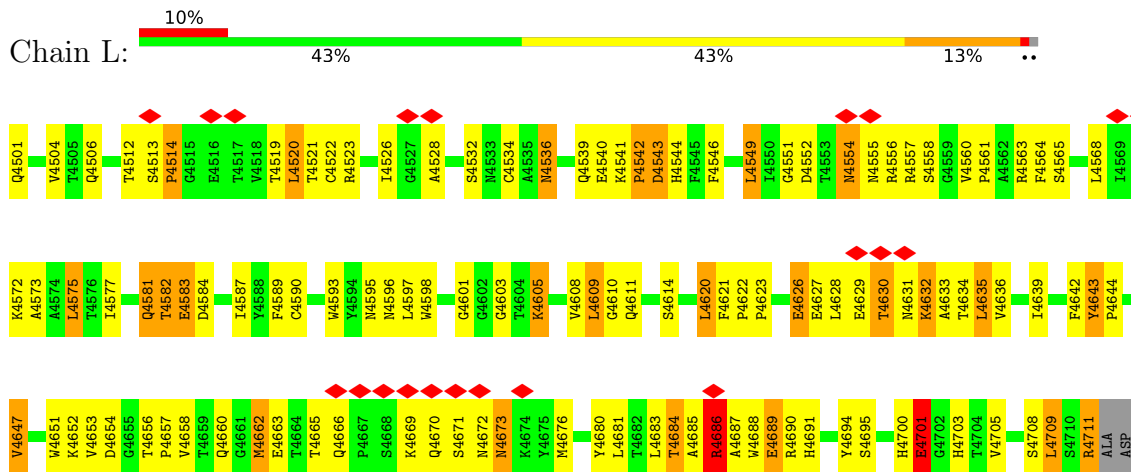 10%
Chain L:
43% 43% 13% ••
Q4501 V4504 T4505 Q4506 T4512 S4513 P4514 G4515 E4516 T4517 V4518 T4519 L4520 T4521 C4522 R4523 I4526 G4527 A4528 S4532 N4533 C4534 A4535 N4536 Q4539 E4540 K4541 P4542 D4543 H4544 F4545 F4546 L4549 I4550 G4551 D4552 T4553 N4554 N4555 R4556 R4557 S4558 G4559 V4560 P4561 A4562 R4563 F4564 S4565 L4568 I4569
K4572 A4573 A4574 L4575 T4576 I4577 Q4581 T4582 E4583 D4584 I4587 Y4588 F4589 C4590 W4593 Y4594 N4595 N4596 L4597 W4598 G4601 G4602 G4603 T4604 K4605 V4608 L4609 G4610 Q4611 S4614 L4620 F4621 P4622 P4623 E4626 E4627 L4628 E4629 T4630 N4631 K4632 A4633 T4634 L4635 V4636 I4639 F4642 Y4643 P4644
V4647 W4651 K4652 V4653 D4654 G4655 T4656 P4657 V4658 T4659 Q4660 G4661 M4662 E4663 T4664 T4665 Q4666 P4667 S4668 K4669 Q4670 S4671 N4672 N4673 K4674 Y4675 M4676 Y4680 L4681 T4682 L4683 T4684 A4685 R4686 A4687 W4688 E4689 R4690 H4691 Y4694 S4695 H4700 E4701 G4702 H4703 T4704 V4705 S4708 L4709 S4710 R4711 ALA ASP